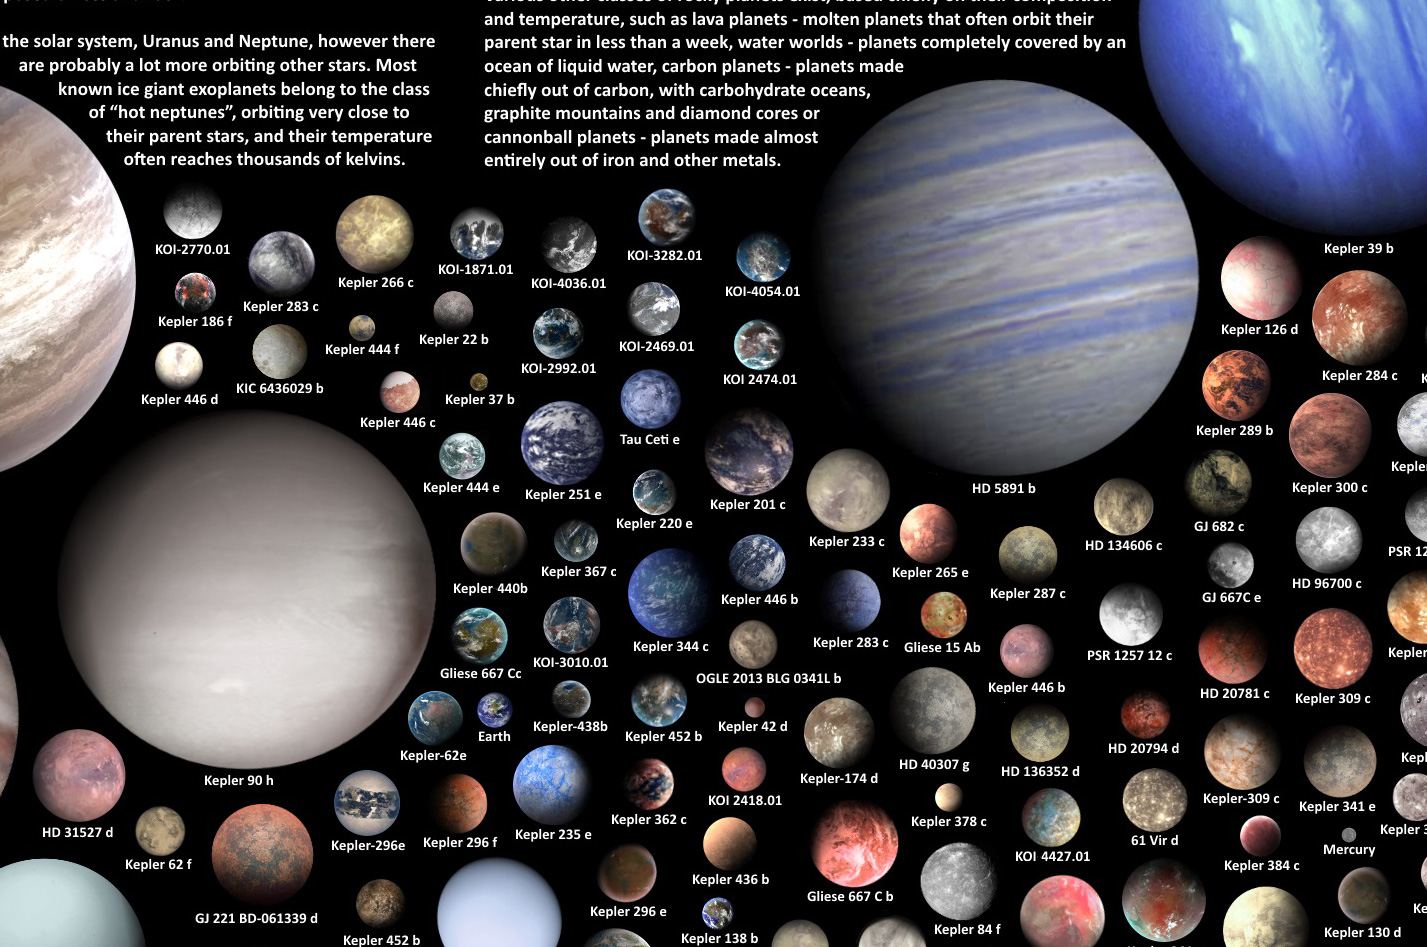 the solar system, Uranus and Neptune, however there
are probably a lot more orbiting other stars. Most
known ice giant exoplanets belong to the class
of “hot neptunes”, orbiting very close to
their parent stars, and their temperature
often reaches thousands of kelvins.
and temperature, such as lava planets - molten planets that often orbit their
parent star in less than a week, water worlds - planets completely covered by an
ocean of liquid water, carbon planets - planets made
chiefly out of carbon, with carbohydrate oceans,
graphite mountains and diamond cores or
cannonball planets - planets made almost
entirely out of iron and other metals.
KOI-2770.01
Kepler 283 c
Kepler 266 c
KOI-1871.01
KOI-4036.01
KOI-3282.01
KOI-4054.01
Kepler 39 b
Kepler 186 f
Kepler 444 f
Kepler 22 b
KOI-2992.01
KOI-2469.01
KOI 2474.01
Kepler 126 d
Kepler 284 c
Kepler 446 d
KIC 6436029 b
Kepler 446 c
Kepler 37 b
Tau Ceti e
Kepler 289 b
Kepler 444 e
Kepler 251 e
Kepler 220 e
Kepler 201 c
HD 5891 b
Kepler 300 c
Kepler 233 c
HD 134606 c
GJ 682 c
PSR 12
Kepler 440b
Kepler 367 c
Kepler 446 b
Kepler 265 e
Kepler 287 c
GJ 667C e
HD 96700 c
Gliese 667 Cc
KOI-3010.01
Kepler 344 c
Kepler 283 c
Gliese 15 Ab
PSR 1257 12 c
OGLE 2013 BLG 0341L b
Kepler 446 b
HD 20781 c
Kepler 309 c
Kepler-62e
Earth
Kepler-438b
Kepler 452 b
Kepler 42 d
Kepler-174 d
HD 40307 g
HD 136352 d
HD 20794 d
Kepler 90 h
Kepler-309 c
Kepler 341 e
HD 31527 d
Kepler 62 f
Kepler-296e
Kepler 296 f
Kepler 235 e
Kepler 362 c
KOI 2418.01
Kepler 378 c
KOI 4427.01
61 Vir d
Kepler 384 c
Mercury
GJ 221 BD-061339 d
Kepler 452 b
Kepler 296 e
Kepler 436 b
Kepler 138 b
Gliese 667 C b
Kepler 84 f
Kepler 130 d